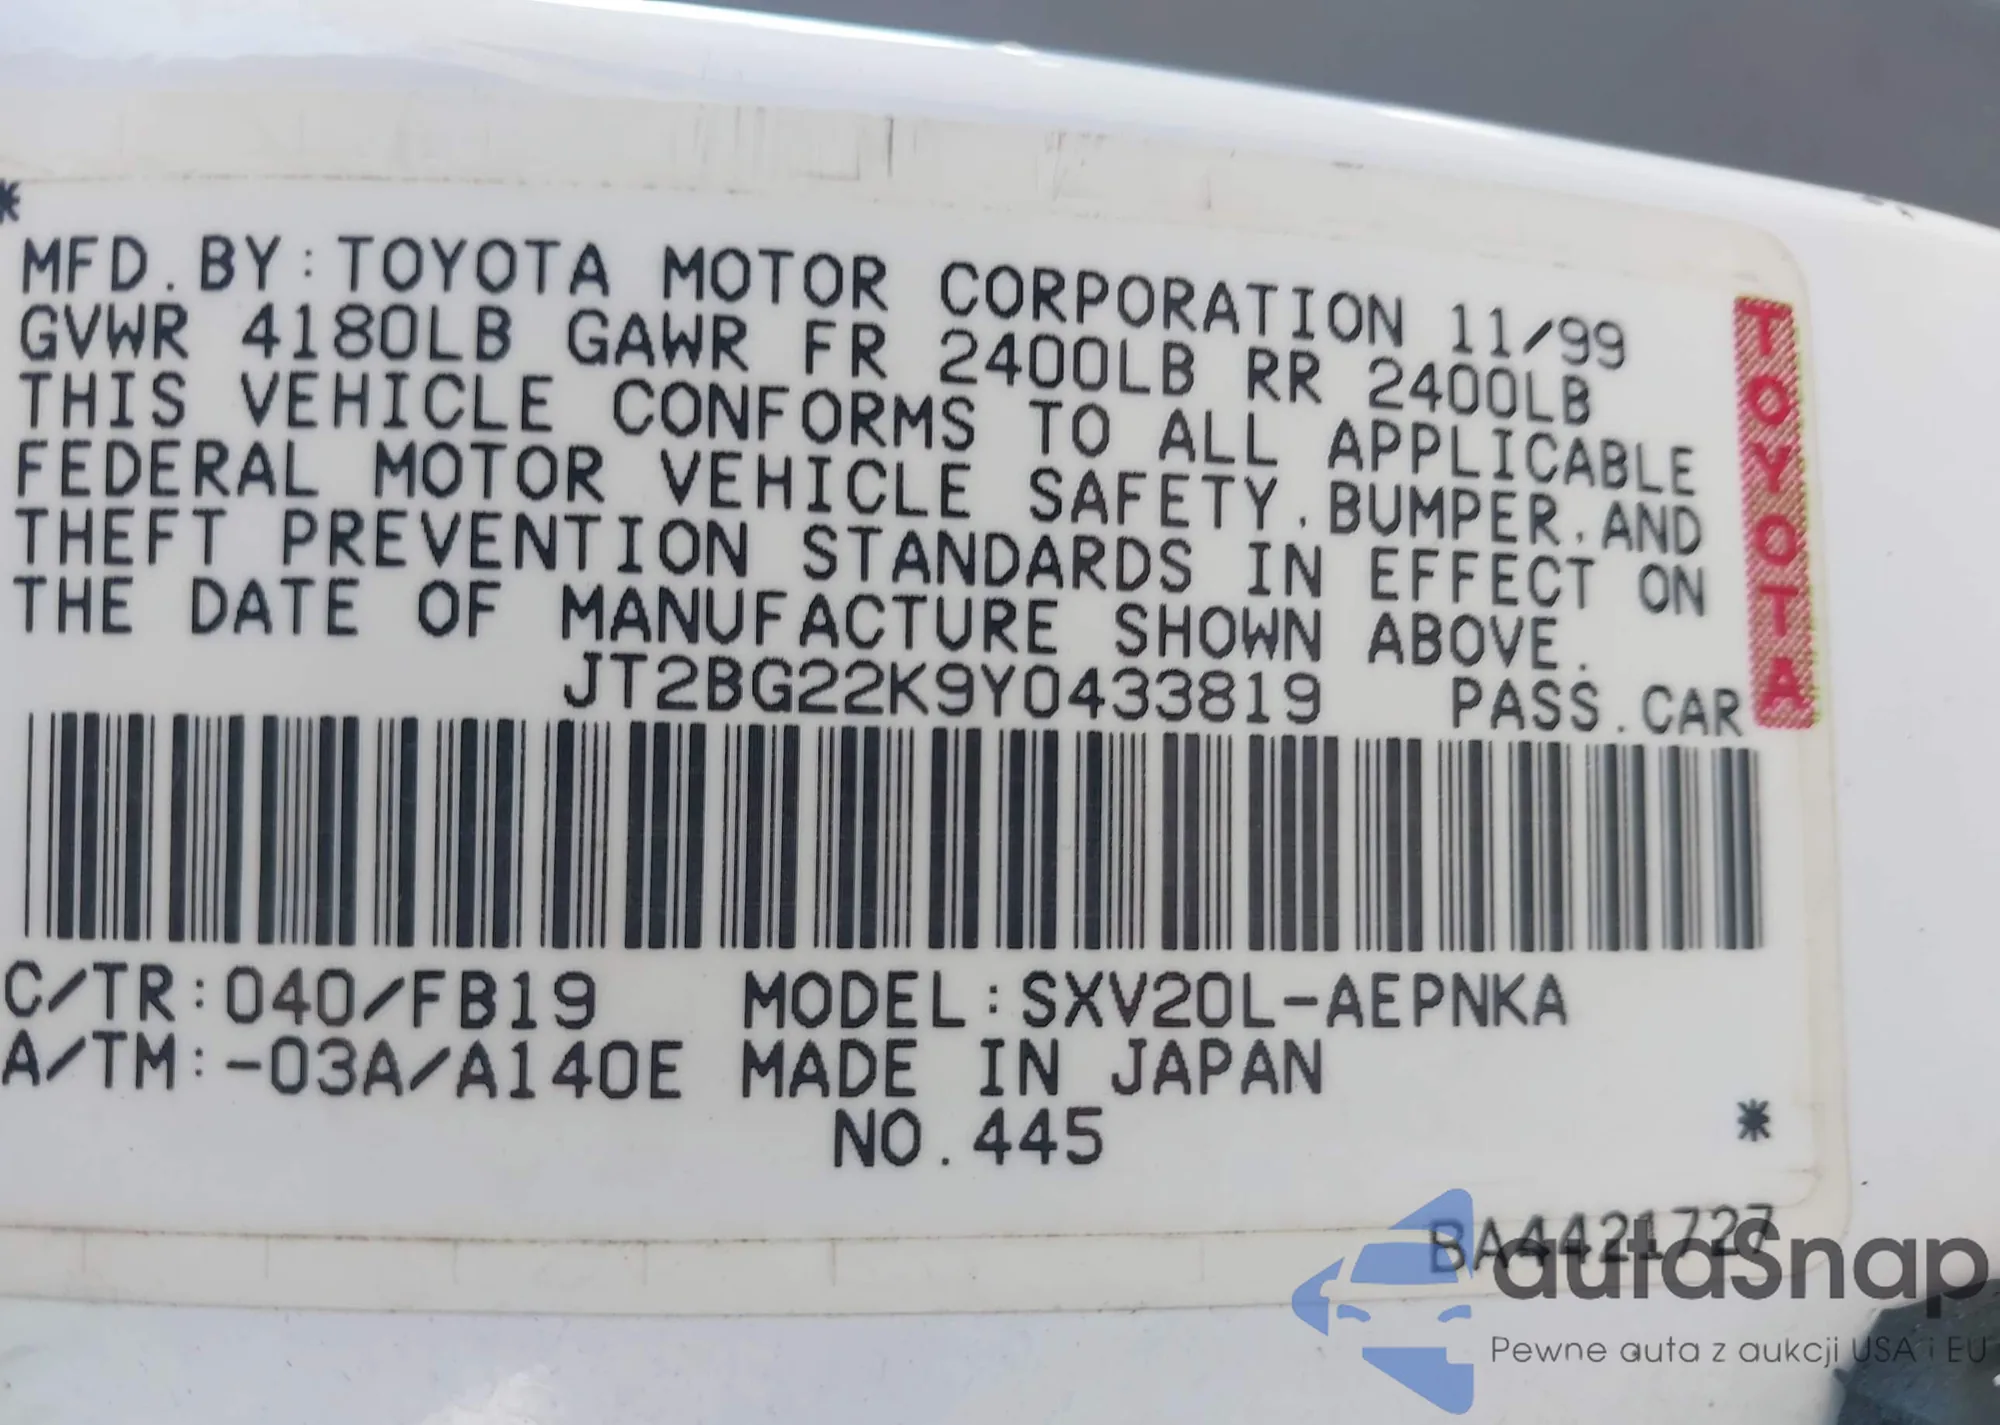 *
MFD.BY:TOYOTA MOTOR CORPORATION 11/99
GVWR 4180LB GAWR FR 2400LB RR 2400LB
THIS VEHICLE CONFORMS TO ALL APPLICABLE
FEDERAL MOTOR VEHICLE SAFETY.BUMPER.AND
THEFT PREVENTION STANDARDS IN EFFECT ON
THE DATE OF MANUFACTURE SHOWN ABOVE.
JT2BG22K9Y0433819 PASS.CAR
TOYOTA
C/TR:040/FB19 MODEL:SXV20L-AEPNKA
A/TM:-03A/A140E MADE IN JAPAN
NO.445
*
BA4421727
autaSnap
Pewne auta z aukcji USA i EU